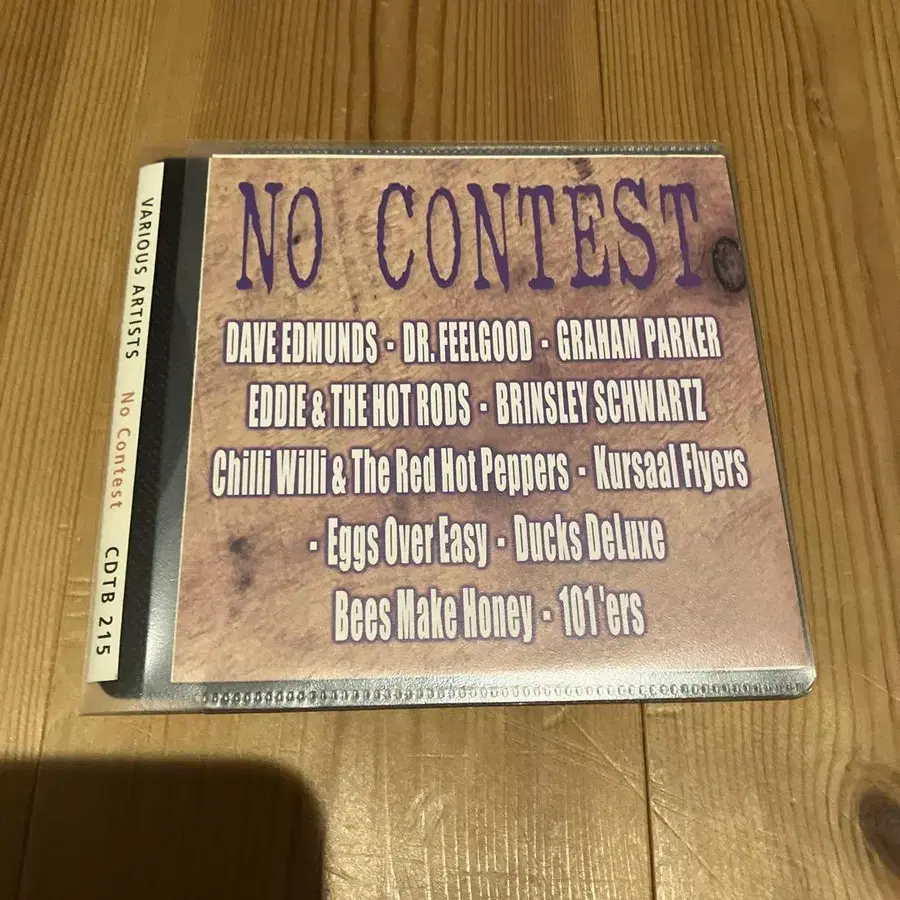 NO CONTEST
DAVE EDMUNDS · DR. FEELGOOD · GRAHAM PARKER
EDDIE & THE HOT RODS · BRINSLEY SCHWARTZ
Chilli Willi & The Red Hot Peppers · Kursaal Flyers
· Eggs Over Easy · Ducks DeLuxe
Bees Make Honey · 101'ers
VARIOUS ARTISTS No Contest CDTB 215